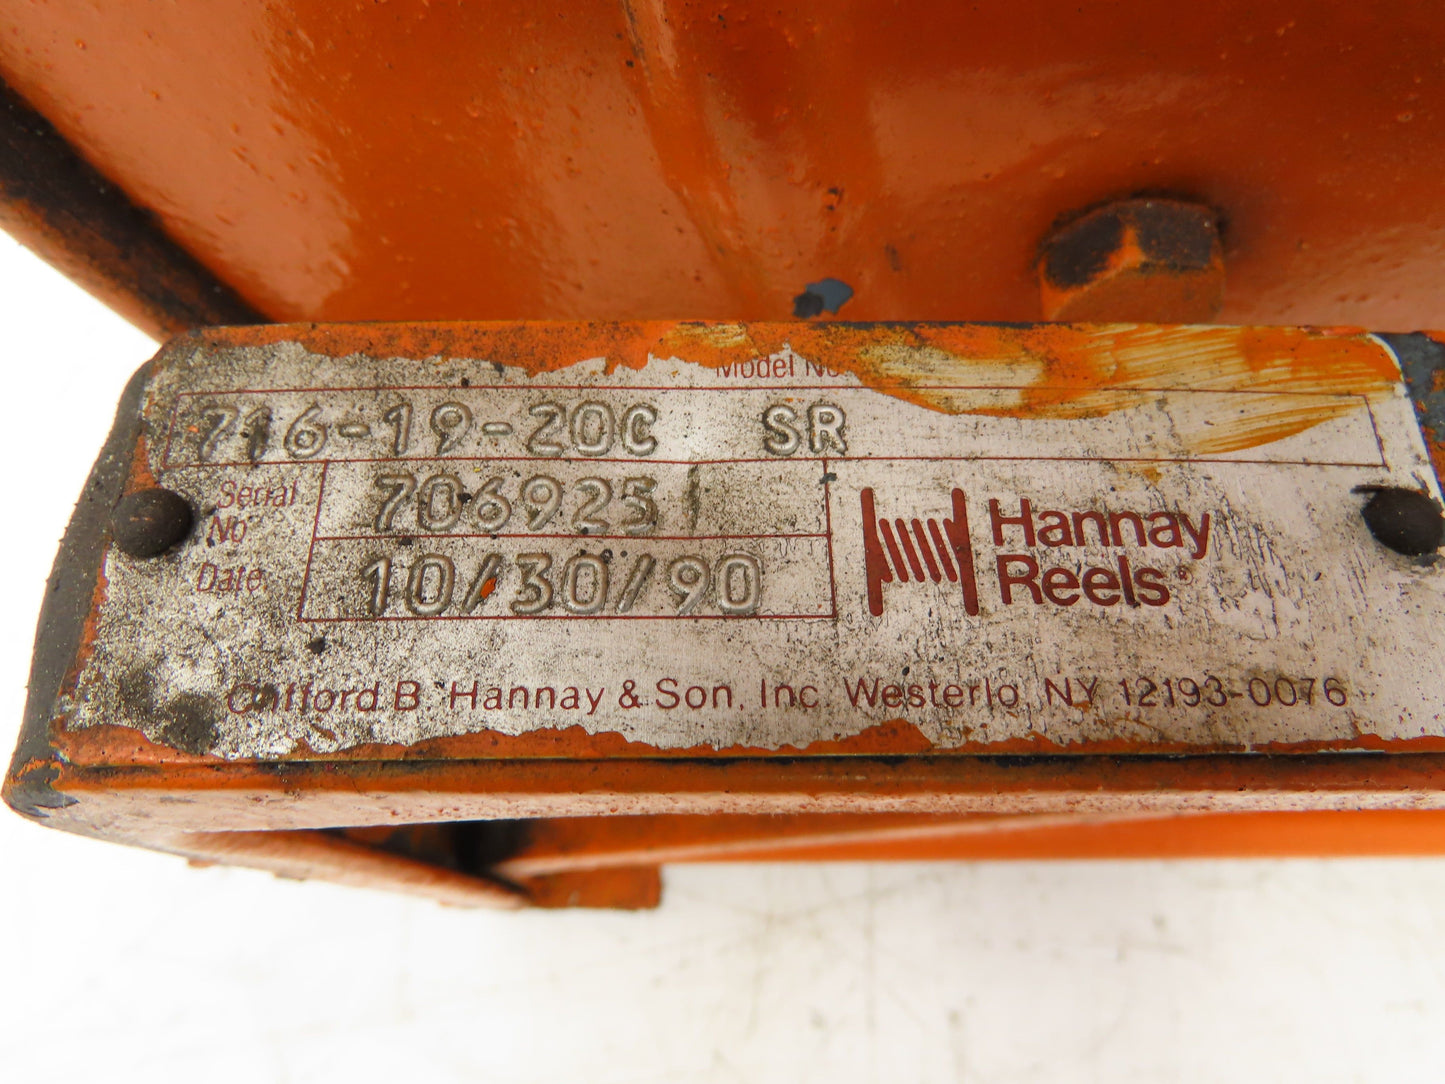 Model No
716-19-20C SR
Serial No 706925
Date 10/30/90
Hannay Reels®
Clifford B. Hannay & Son, Inc. Westerlo, NY 12193-0076